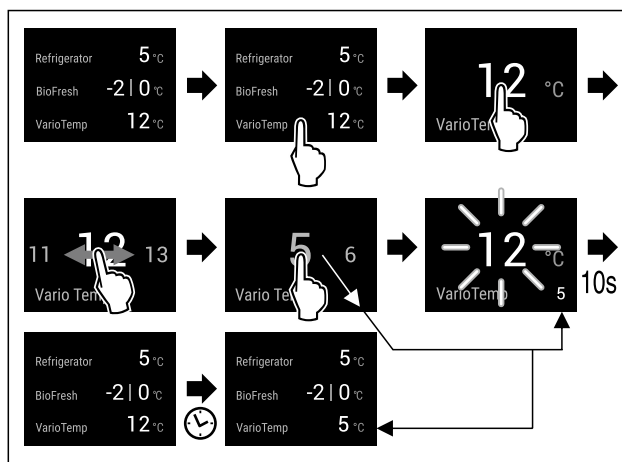 Refrigerator 5 °C
BioFresh -2 | 0 °C
VarioTemp 12 °C
Refrigerator 5 °C
BioFresh -2 | 0 °C
VarioTemp 12 °C
12 °C
VarioTemp
11 12 13
Vario Tem
5 6
Vario Te
12 °C
VarioTemp 5
10s
Refrigerator 5 °C
BioFresh -2 | 0 °C
VarioTemp 12 °C
Refrigerator 5 °C
BioFresh -2 | 0 °C
VarioTemp 5 °C